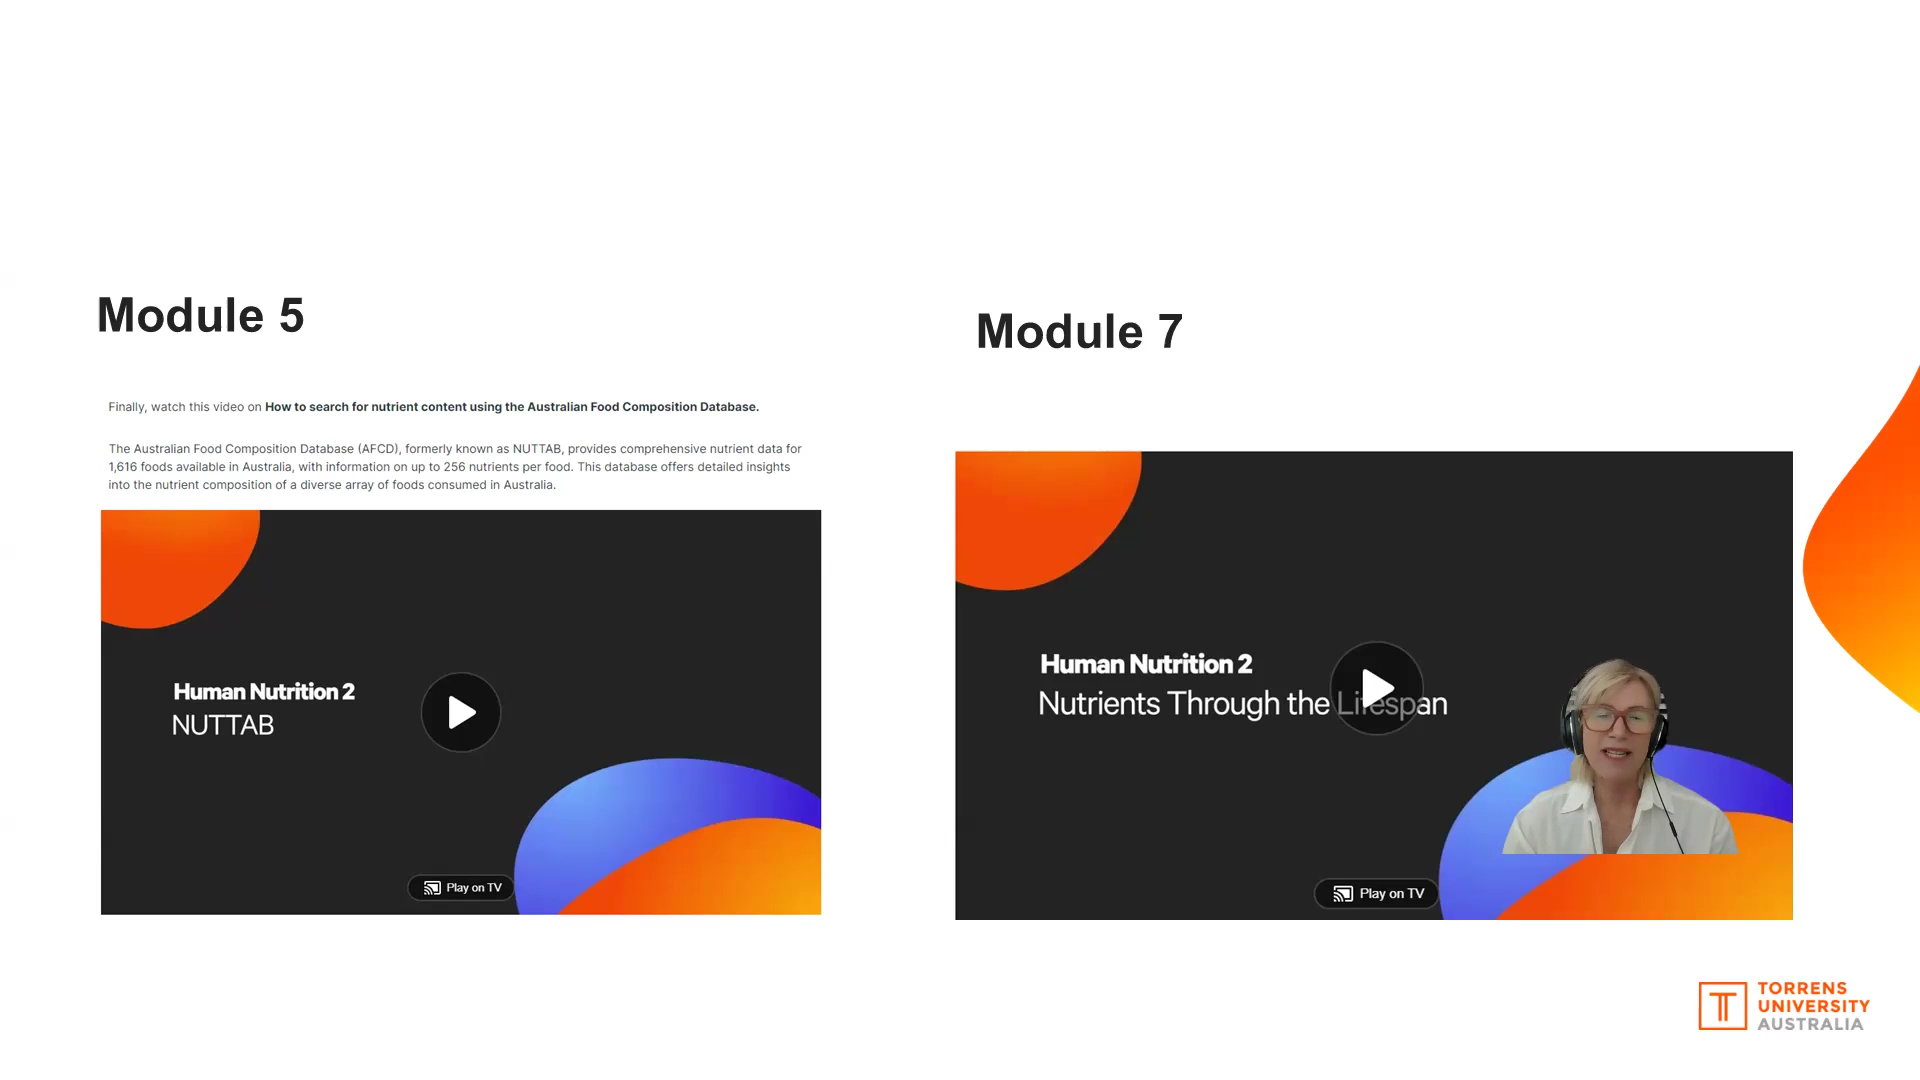 Module 5
Finally, watch this video on How to search for nutrient content using the Australian Food Composition Database.
The Australian Food Composition Database (AFCD), formerly known as NUTTAB, provides comprehensive nutrient data for
1,616 foods available in Australia, with information on up to 256 nutrients per food. This database offers detailed insights
into the nutrient composition of a diverse array of foods consumed in Australia.
Human Nutrition 2
NUTTAB
Play on TV
Module 7
Human Nutrition 2
Nutrients Through the Lifespan
Play on TV
TORRENS
UNIVERSITY
AUSTRALIA